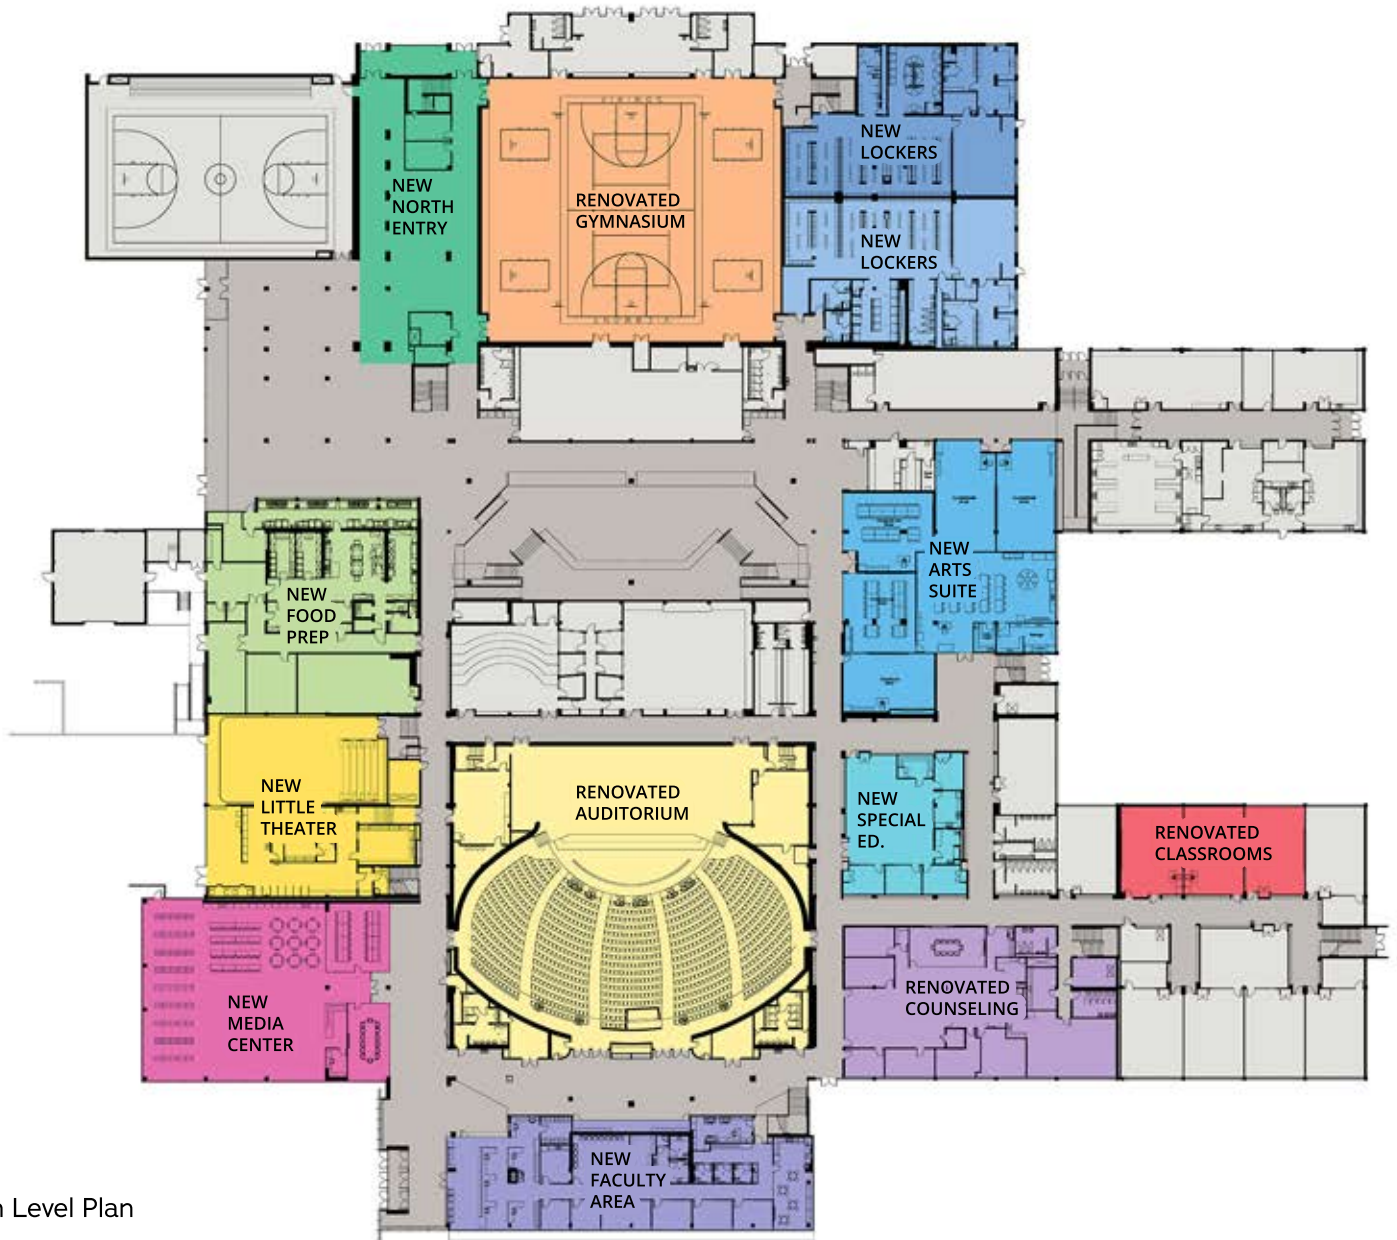 NEW
LOCKERS
NEW
NORTH
ENTRY
RENOVATED
GYMNASIUM
NEW
LOCKERS
NEW
ARTS
SUITE
NEW
FOOD
PREP
NEW
LITTLE
THEATER
RENOVATED
AUDITORIUM
NEW
SPECIAL
ED.
RENOVATED
CLASSROOMS
NEW
MEDIA
CENTER
RENOVATED
COUNSELING
NEW
FACULTY
AREA
Level Plan